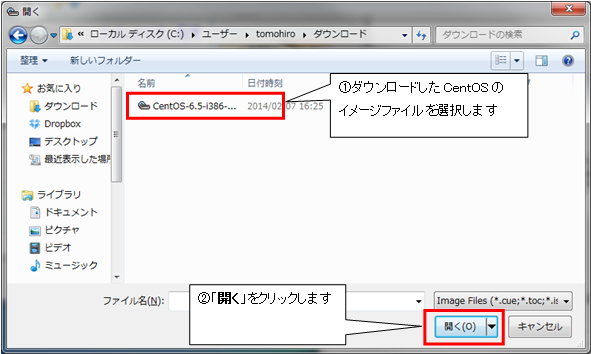 開く
« ローカル ディスク (C:) ▸ ユーザー ▸ tomohiro ▸ ダウンロード
ダウンロードの検索
整理 新しいフォルダー
名前 日付時刻
お気に入り
ダウンロード
Dropbox
デスクトップ
最近表示した場所
ライブラリ
ドキュメント
ピクチャ
ビデオ
ミュージック
CentOS-6.5-i386-... 2014/02/07 16:25
①ダウンロードした CentOS の
イメージファイルを選択します
ファイル名(N):
Image Files (*.cue;*.toc;*.is
②「開く」をクリックします
開く(O)
キャンセル